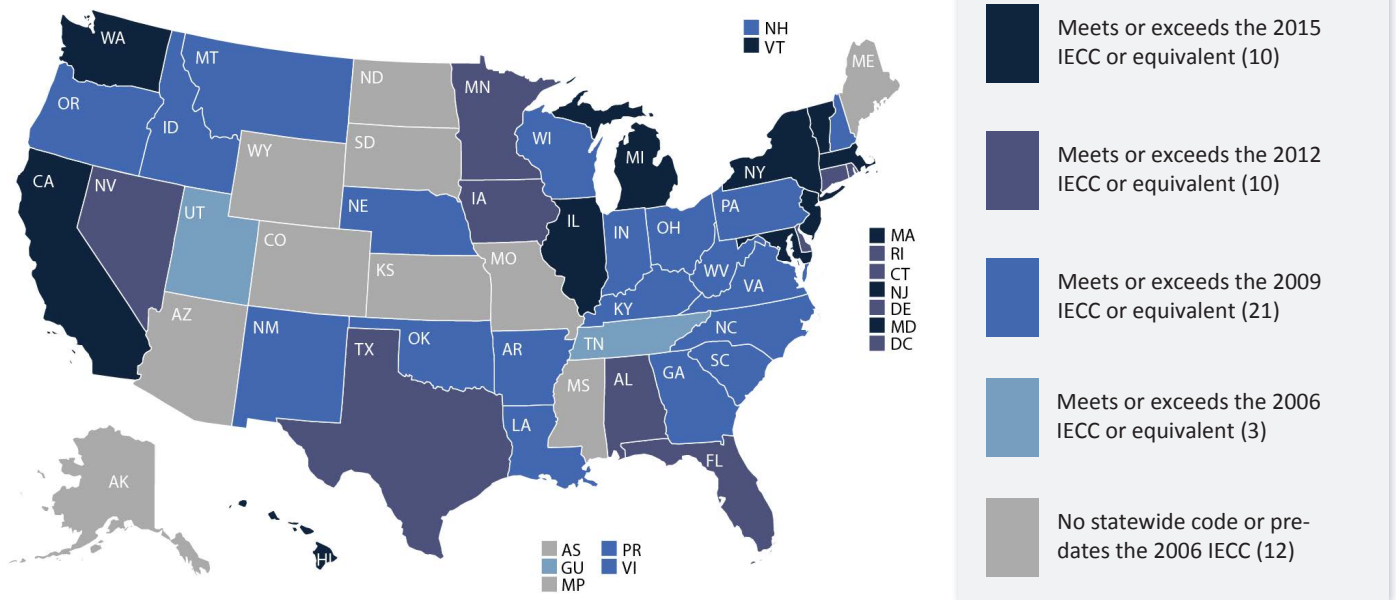 WA
MT
ND
MN
ME
NH
VT
OR
ID
WY
SD
WI
MI
NY
CA
NV
UT
CO
NE
KS
IA
MO
IL
IN
OH
PA
WV
VA
KY
NC
TN
SC
AZ
NM
OK
TX
AR
LA
MS
AL
GA
FL
AK
HI
MA
RI
CT
NJ
DE
MD
DC
AS
GU
MP
PR
VI
Meets or exceeds the 2015
IECC or equivalent (10)
Meets or exceeds the 2012
IECC or equivalent (10)
Meets or exceeds the 2009
IECC or equivalent (21)
Meets or exceeds the 2006
IECC or equivalent (3)
No statewide code or pre-
dates the 2006 IECC (12)